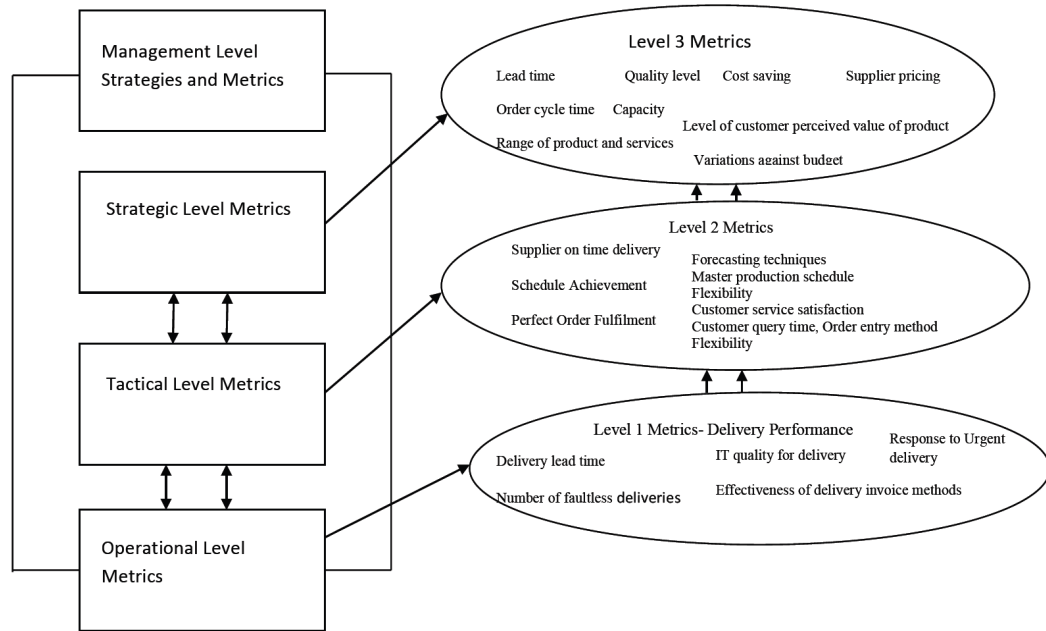 Management Level
Strategies and Metrics
Strategic Level Metrics
Tactical Level Metrics
Operational Level
Metrics
Level 3 Metrics
Lead time
Quality level
Cost saving
Supplier pricing
Order cycle time
Capacity
Level of customer perceived value of product
Range of product and services
Variations against budget
Level 2 Metrics
Supplier on time delivery
Schedule Achievement
Perfect Order Fulfilment
Forecasting techniques
Master production schedule
Flexibility
Customer service satisfaction
Customer query time, Order entry method
Flexibility
Level 1 Metrics- Delivery Performance
Delivery lead time
IT quality for delivery
Response to Urgent
delivery
Number of faultless deliveries
Effectiveness of delivery invoice methods